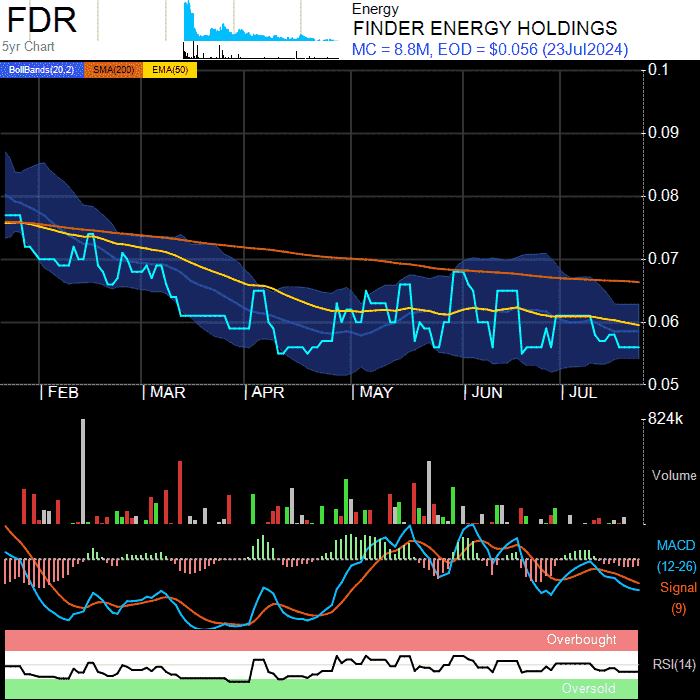 FDR
5yr Chart
Energy
FINDER ENERGY HOLDINGS
MC = 8.8M, EOD = $0.056 (23Jul2024)
BollBands(20,2) SMA(200) EMA(50)
0.1
0.09
0.08
0.07
0.06
0.05
FEB MAR APR MAY JUN JUL
824k
Volume
MACD
(12-26)
Signal
(9)
Overbought
RSI(14)
Oversold